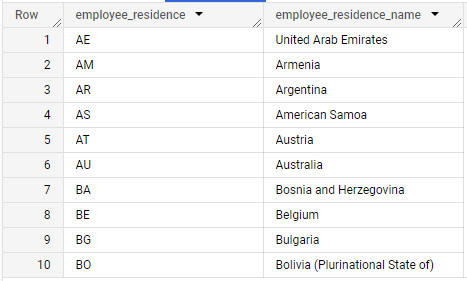 Row employee_residence employee_residence_name
1 AE United Arab Emirates
2 AM Armenia
3 AR Argentina
4 AS American Samoa
5 AT Austria
6 AU Australia
7 BA Bosnia and Herzegovina
8 BE Belgium
9 BG Bulgaria
10 BO Bolivia (Plurinational State of)